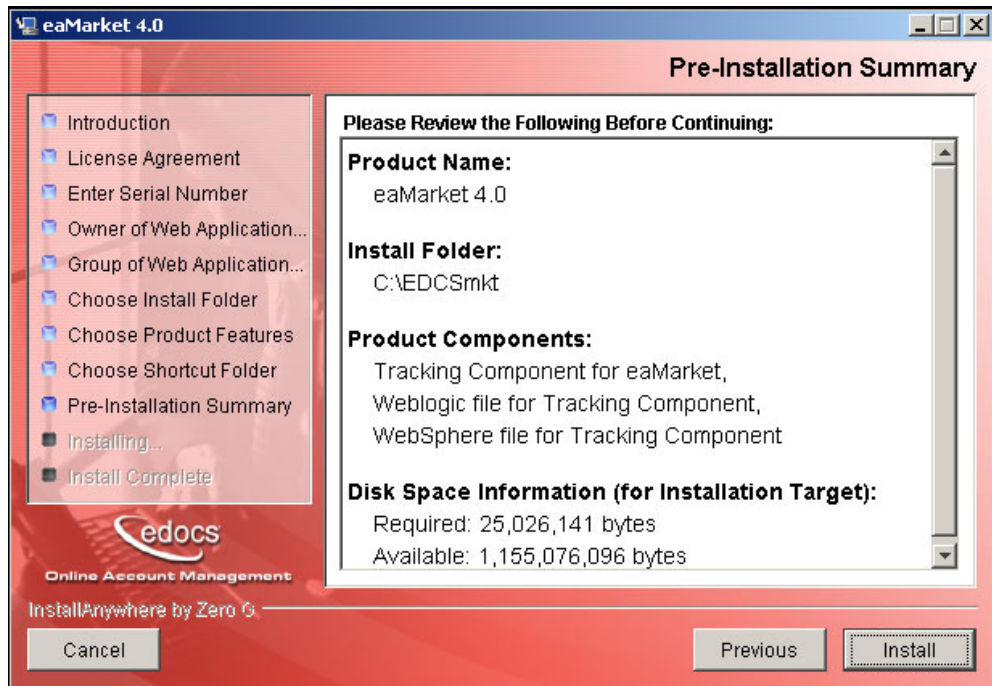 eaMarket 4.0
Pre-Installation Summary
Introduction
License Agreement
Enter Serial Number
Owner of Web Application...
Group of Web Application...
Choose Install Folder
Choose Product Features
Choose Shortcut Folder
Pre-Installation Summary
Installing...
Install Complete
edocs
Online Account Management
Please Review the Following Before Continuing:
Product Name:
eaMarket 4.0
Install Folder:
C:\EDCSmkt
Product Components:
Tracking Component for eaMarket,
Weblogic file for Tracking Component,
WebSphere file for Tracking Component
Disk Space Information (for Installation Target):
Required: 25,026,141 bytes
Available: 1,155,076,096 bytes
InstallAnywhere by Zero G
Cancel
Previous
Install